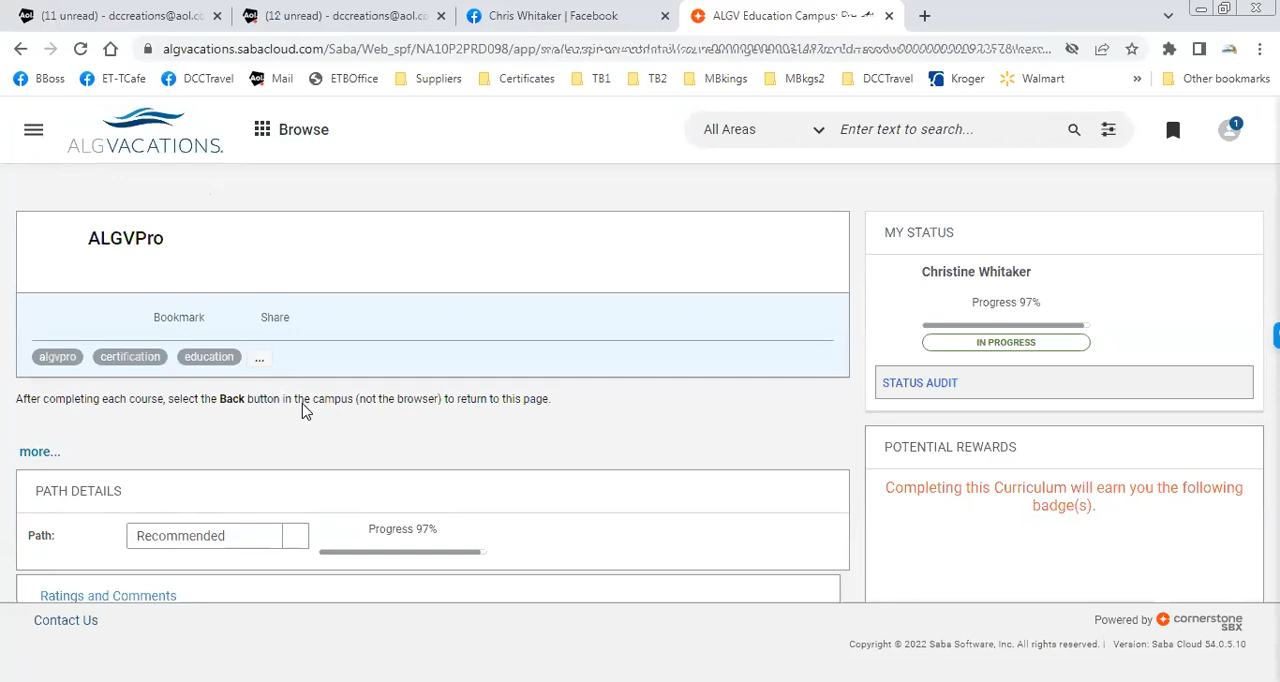 (11 unread) - dccreations@aol.co
(12 unread) - dccreations@aol.co
Chris Whitaker | Facebook
ALGV Education Campus:
BBoss
ET-TCafe
DCCTravel
Mail
ETBOffice
Suppliers
Certificates
TB1
TB2
MBkings
MBkgs2
DCCTravel
Kroger
Walmart
»
Other bookmarks
ALGVACATIONS.
Browse
All Areas
Enter text to search...
1
ALGVPro
Bookmark
Share
algvpro
certification
education
...
After completing each course, select the Back button in the campus (not the browser) to return to this page.
more...
PATH DETAILS
Path:
Recommended
Progress 97%
Ratings and Comments
MY STATUS
Christine Whitaker
Progress 97%
IN PROGRESS
STATUS AUDIT
POTENTIAL REWARDS
Completing this Curriculum will earn you the following
badge(s).
Contact Us
Powered by cornerstone
SBX
Copyright © 2022 Saba Software, Inc. All rights reserved. | Version: Saba Cloud 54.0.5.10